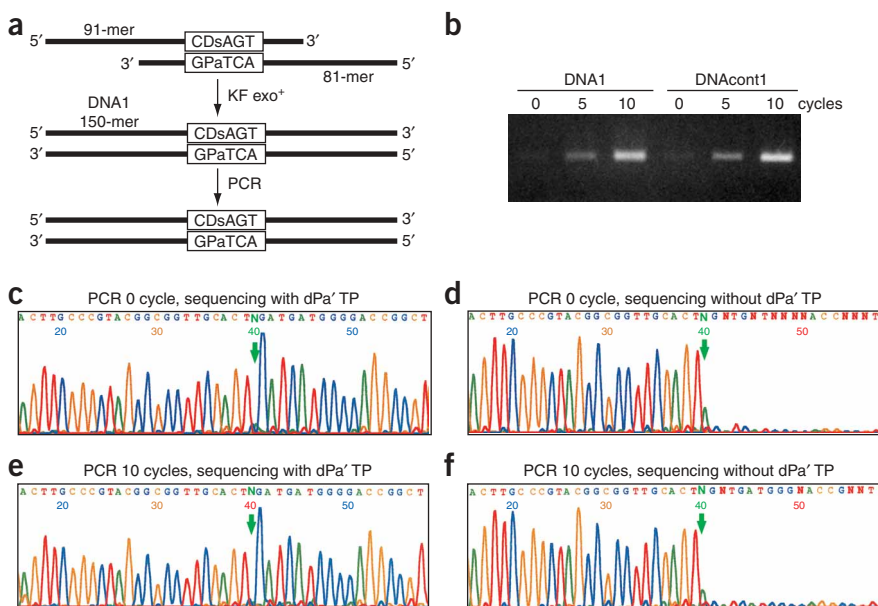 a
91-mer
5′ CDsAGT 3′
3′ GPaTCA 5′
81-mer
KF exo+
DNA1
150-mer
5′ CDsAGT 3′
3′ GPaTCA 5′
PCR
5′ CDsAGT 3′
3′ GPaTCA 5′
b
DNA1 DNAcont1
0 5 10 0 5 10 cycles
c
PCR 0 cycle, sequencing with dPa′ TP
ACTTGCCCGTACGGCGGTTGCACTNGATGATGGGGACCGGCT
20 30 40 50
d
PCR 0 cycle, sequencing without dPa′ TP
ACTTGCCCGTACGGCGGTTGCACTNGNTGNTNNNNACCNNNT
20 30 40 50
e
PCR 10 cycles, sequencing with dPa′ TP
ACTTGCCCGTACGGCGGTTGCACTNGATGATGGGGACCGGCT
20 30 40 50
f
PCR 10 cycles, sequencing without dPa′ TP
ACTTGCCCGTACGGCGGTTGCACTNGNTGATGGGNACCGNNT
20 30 40 50